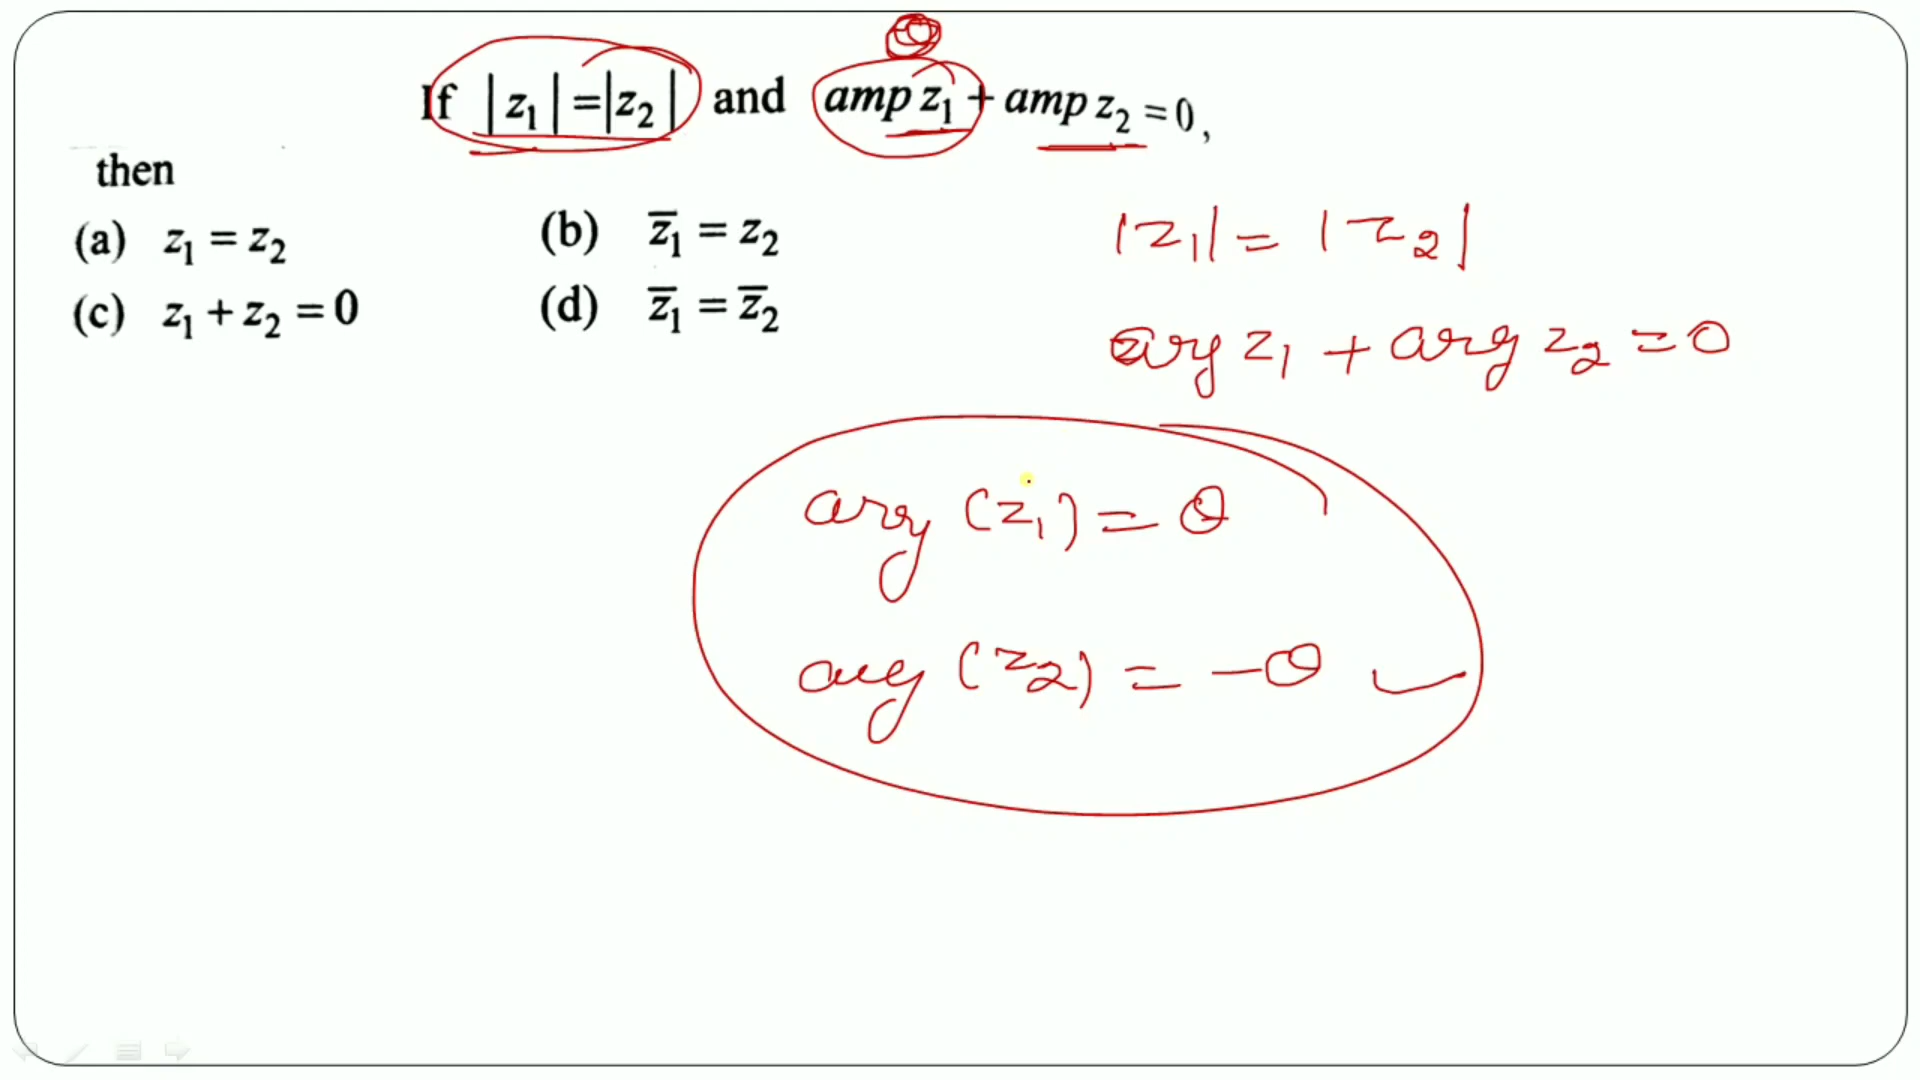 If |z₁| = |z₂| and amp z₁ + amp z₂ = 0,
then
(a) z₁ = z₂ (b) z̅₁ = z₂
(c) z₁ + z₂ = 0 (d) z̅₁ = z̅₂
|z₁| = |z₂|
arg z₁ + arg z₂ = 0
arg (z₁) = θ
arg (z₂) = -θ